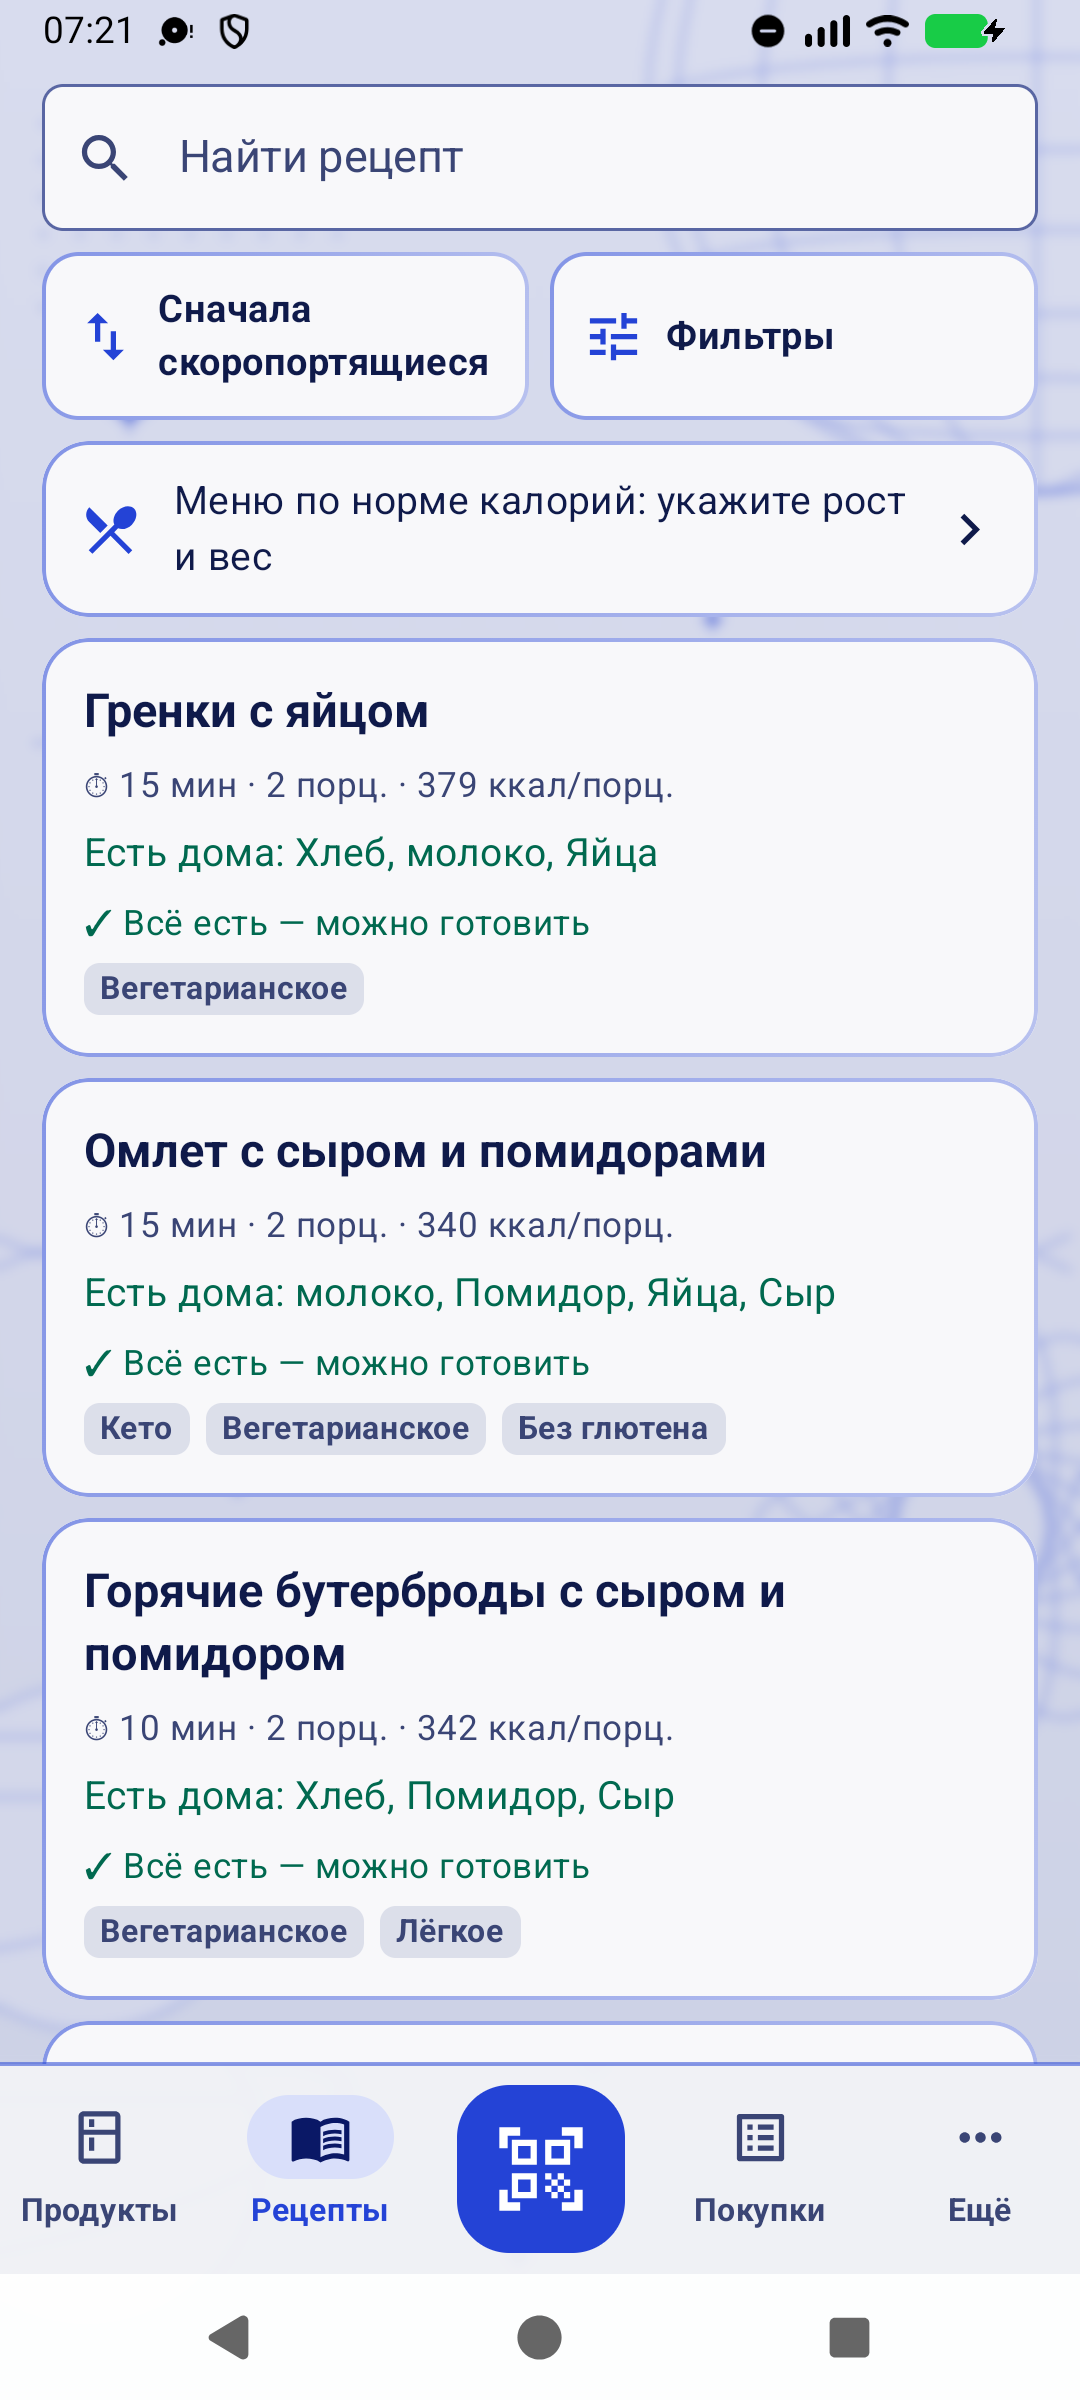 07:21
Найти рецепт
Сначала
скоропортящиеся
Фильтры
Меню по норме калорий: укажите рост
и вес
Гренки с яйцом
⏱ 15 мин · 2 порц. · 379 ккал/порц.
Есть дома: Хлеб, молоко, Яйца
✓ Всё есть — можно готовить
Вегетарианское
Омлет с сыром и помидорами
⏱ 15 мин · 2 порц. · 340 ккал/порц.
Есть дома: молоко, Помидор, Яйца, Сыр
✓ Всё есть — можно готовить
Кето Вегетарианское Без глютена
Горячие бутерброды с сыром и
помидором
⏱ 10 мин · 2 порц. · 342 ккал/порц.
Есть дома: Хлеб, Помидор, Сыр
✓ Всё есть — можно готовить
Вегетарианское Лёгкое
Продукты Рецепты Покупки Ещё